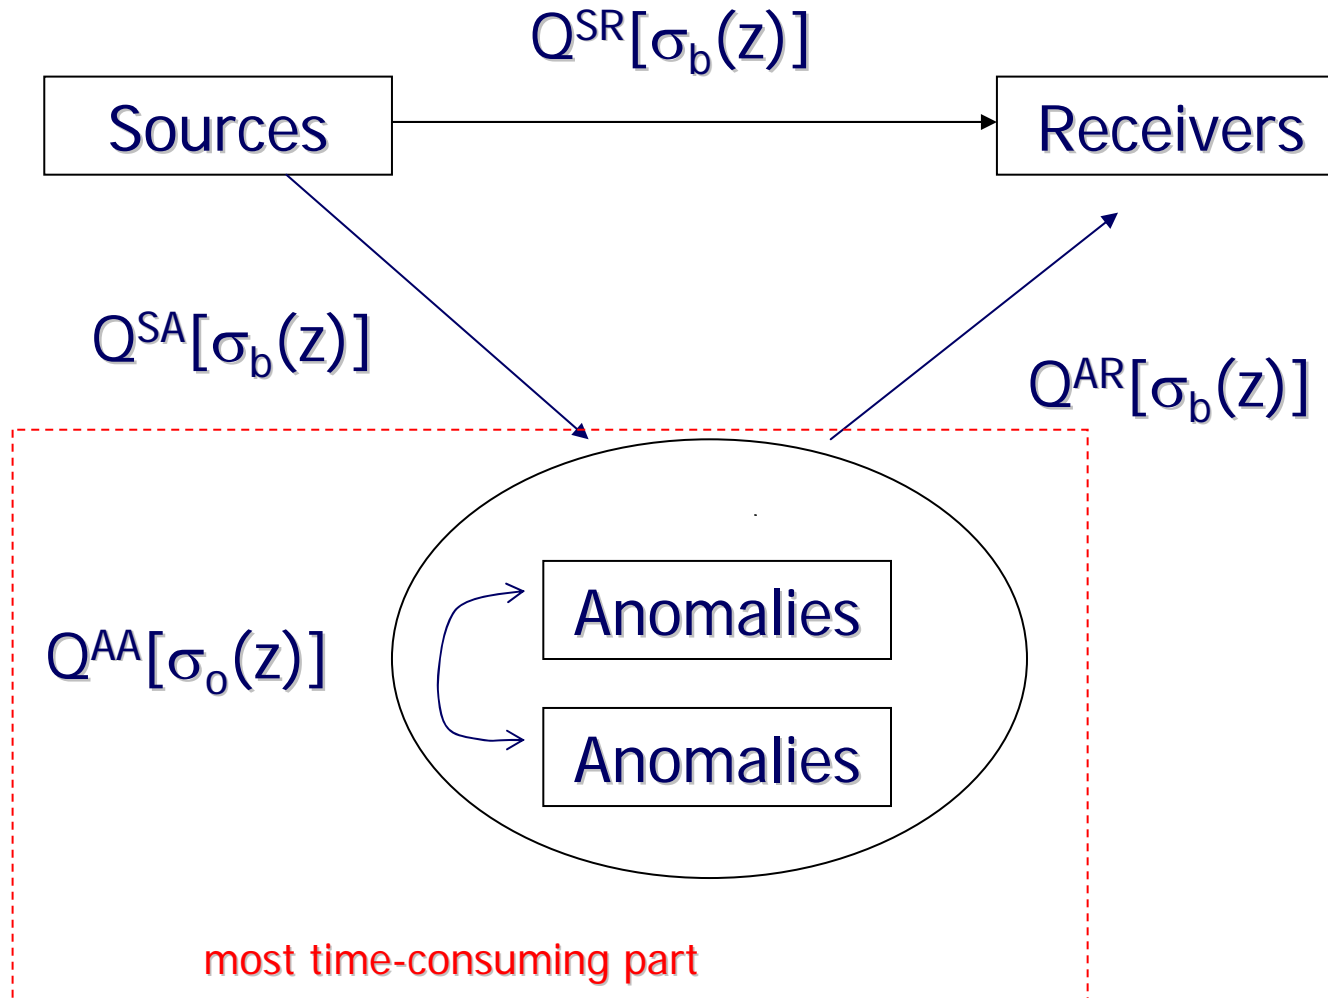 Q^SR[σ_b(z)]
Sources
Receivers
Q^SA[σ_b(z)]
Q^AR[σ_b(z)]
Anomalies
Q^AA[σ_o(z)]
Anomalies
most time-consuming part